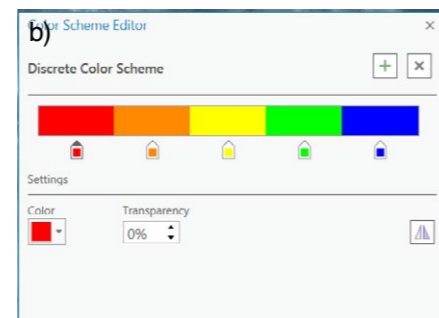 b)
Color Scheme Editor
Discrete Color Scheme
Settings
Color Transparency
0%